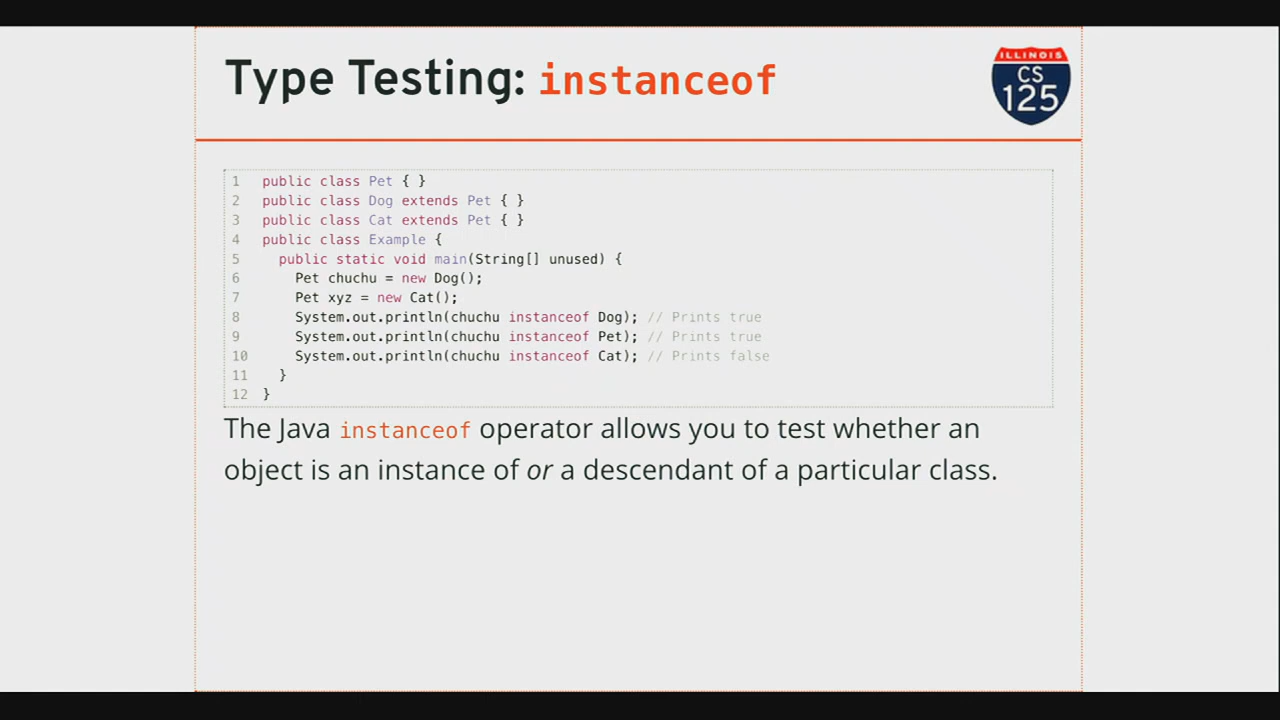 Type Testing: instanceof
ILLINOIS
CS
125
1 public class Pet { }
2 public class Dog extends Pet { }
3 public class Cat extends Pet { }
4 public class Example {
5   public static void main(String[] unused) {
6     Pet chuchu = new Dog();
7     Pet xyz = new Cat();
8     System.out.println(chuchu instanceof Dog); // Prints true
9     System.out.println(chuchu instanceof Pet); // Prints true
10     System.out.println(chuchu instanceof Cat); // Prints false
11   }
12 }
The Java instanceof operator allows you to test whether an
object is an instance of or a descendant of a particular class.